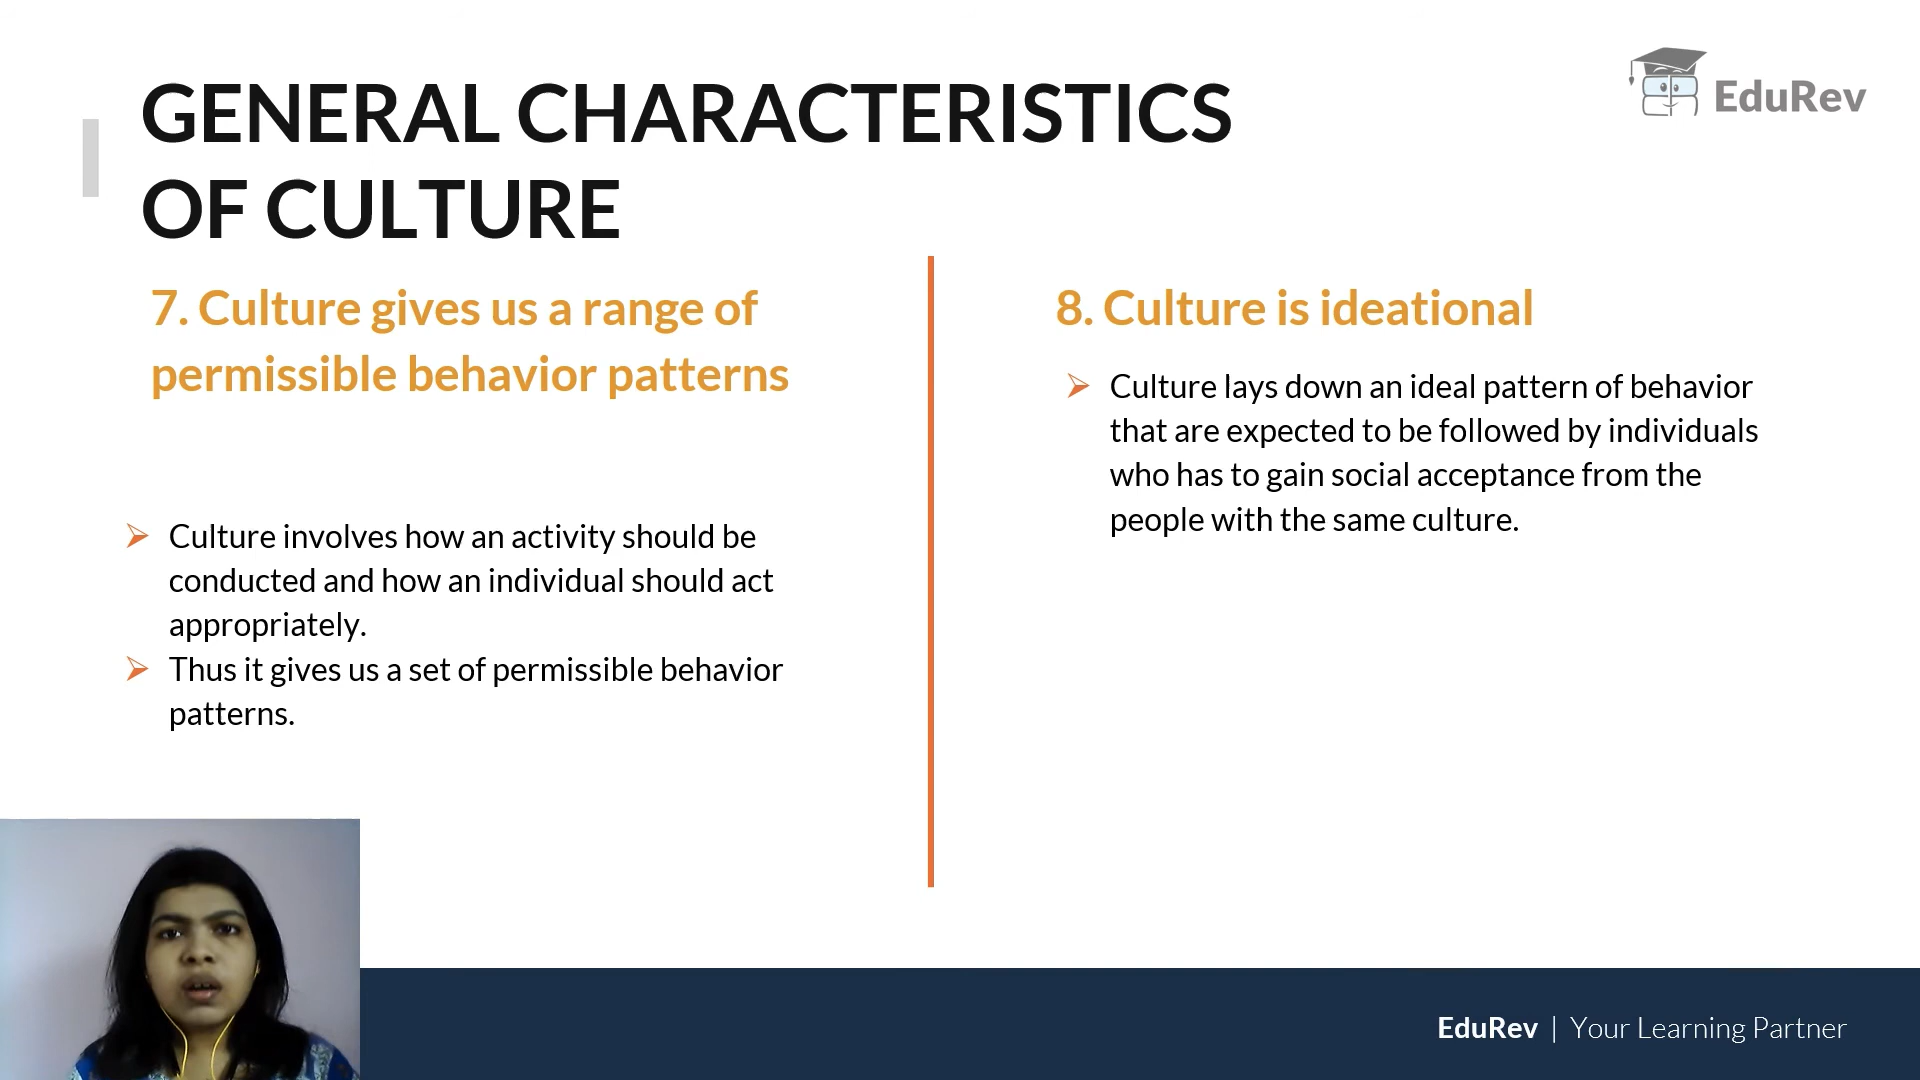 GENERAL CHARACTERISTICS
OF CULTURE
EduRev
7. Culture gives us a range of
permissible behavior patterns
Culture involves how an activity should be
conducted and how an individual should act
appropriately.
Thus it gives us a set of permissible behavior
patterns.
8. Culture is ideational
Culture lays down an ideal pattern of behavior
that are expected to be followed by individuals
who has to gain social acceptance from the
people with the same culture.
EduRev | Your Learning Partner